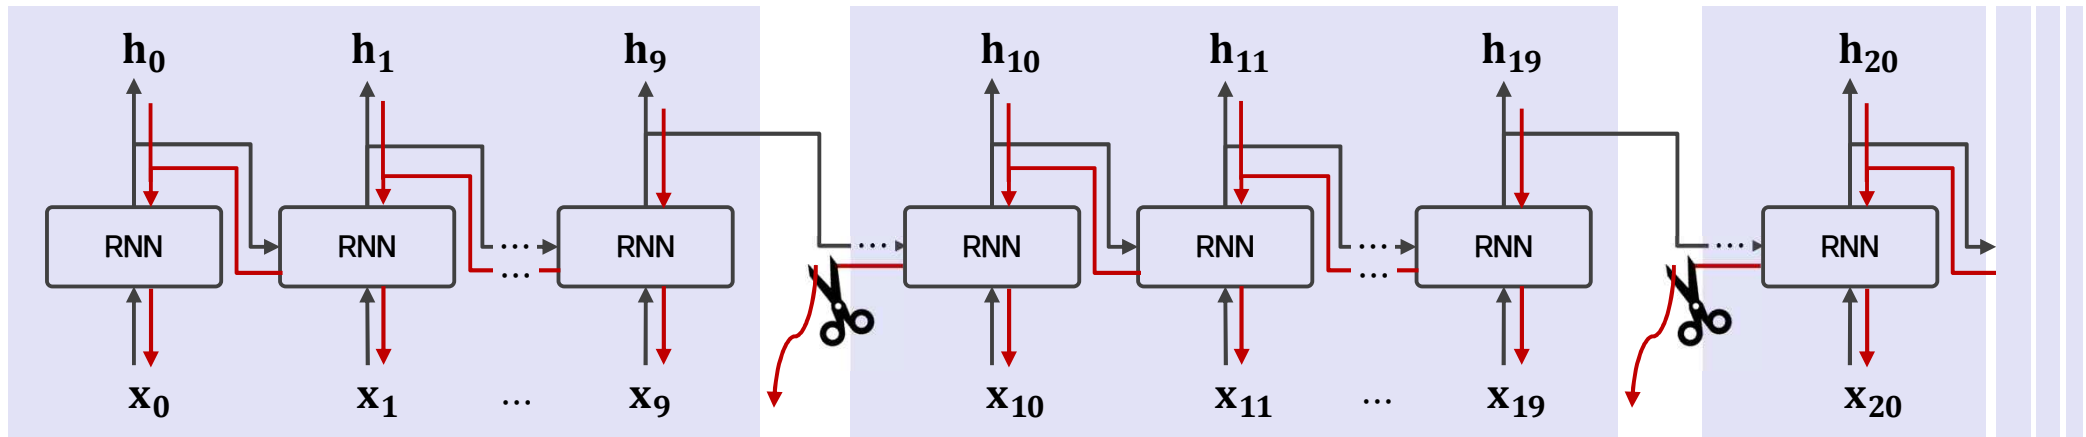 h₀ h₁ h₉ h₁₀ h₁₁ h₁₉ h₂₀
RNN RNN ... RNN ... RNN RNN ... RNN ... RNN
... ...
x₀ x₁ ... x₉ x₁₀ x₁₁ ... x₁₉ x₂₀